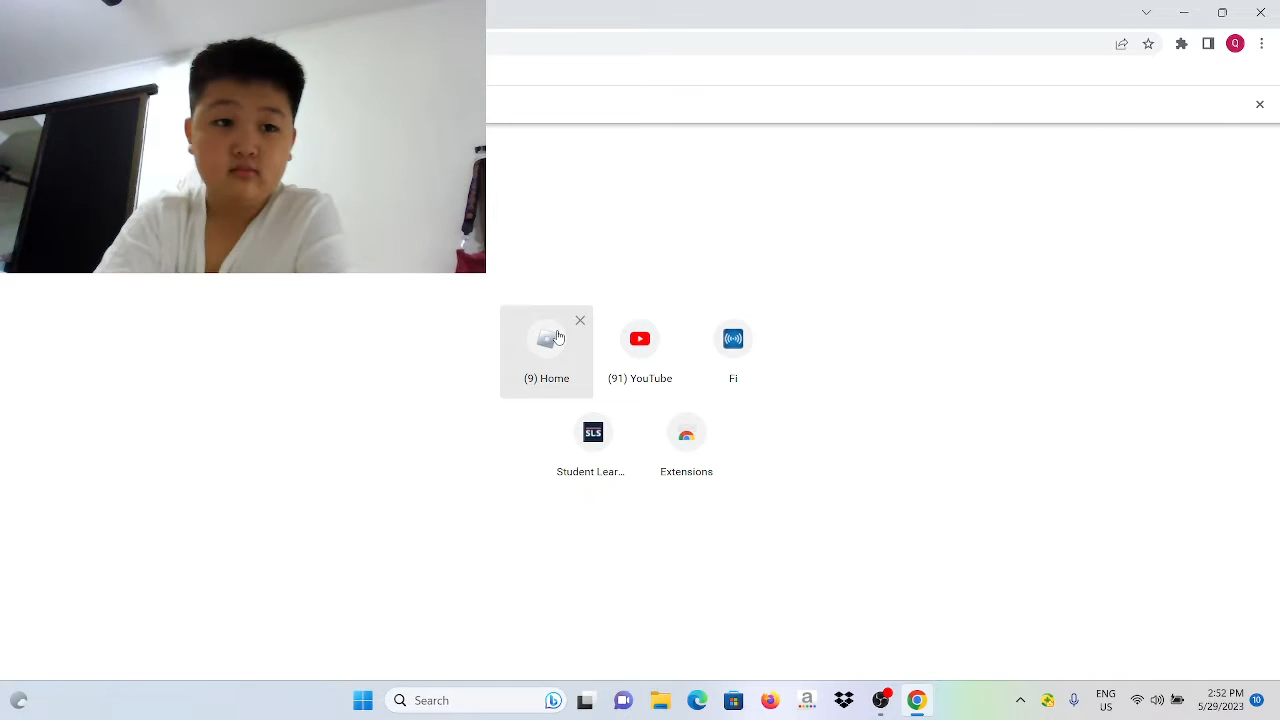 Q
(9) Home
(91) YouTube
Fi
SLS
Student Lear...
Extensions
Search
a
ENG
US
2:52 PM
5/29/2023
10